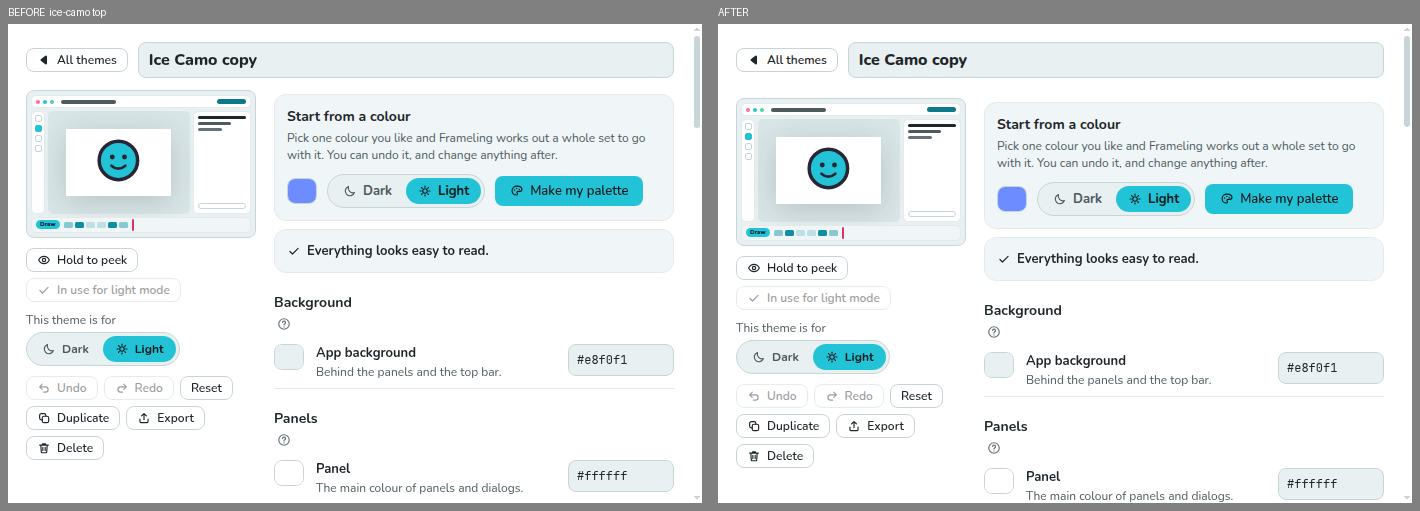 BEFORE ice-camo top
All themes
Ice Camo copy
Draw
Hold to peek
In use for light mode
This theme is for
Dark
Light
Undo
Redo
Reset
Duplicate
Export
Delete
Start from a colour
Pick one colour you like and Frameling works out a whole set to go
with it. You can undo it, and change anything after.
Dark
Light
Make my palette
Everything looks easy to read.
Background
App background
Behind the panels and the top bar.
#e8f0f1
Panels
Panel
The main colour of panels and dialogs.
#ffffff
AFTER
All themes
Ice Camo copy
Draw
Hold to peek
In use for light mode
This theme is for
Dark
Light
Undo
Redo
Reset
Duplicate
Export
Delete
Start from a colour
Pick one colour you like and Frameling works out a whole set to go
with it. You can undo it, and change anything after.
Dark
Light
Make my palette
Everything looks easy to read.
Background
App background
Behind the panels and the top bar.
#e8f0f1
Panels
Panel
The main colour of panels and dialogs.
#ffffff